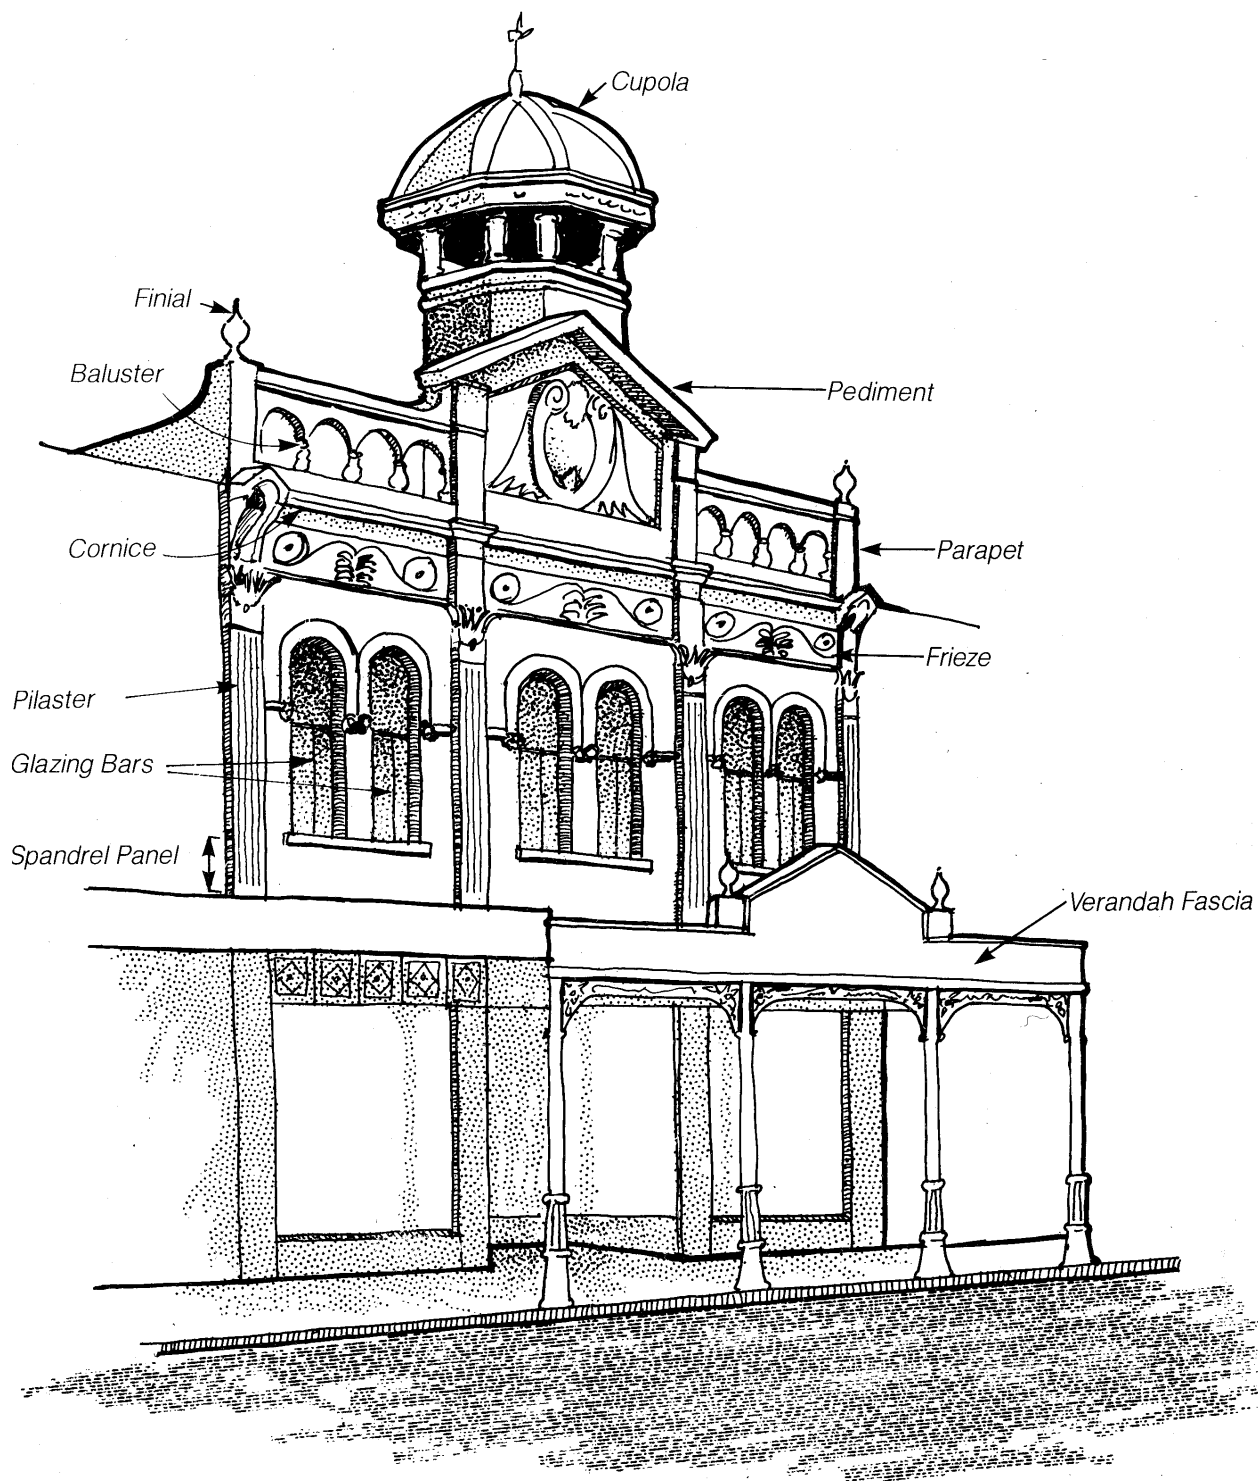 Cupola
Finial
Baluster
Pediment
Cornice
Parapet
Frieze
Pilaster
Glazing Bars
Spandrel Panel
Verandah Fascia